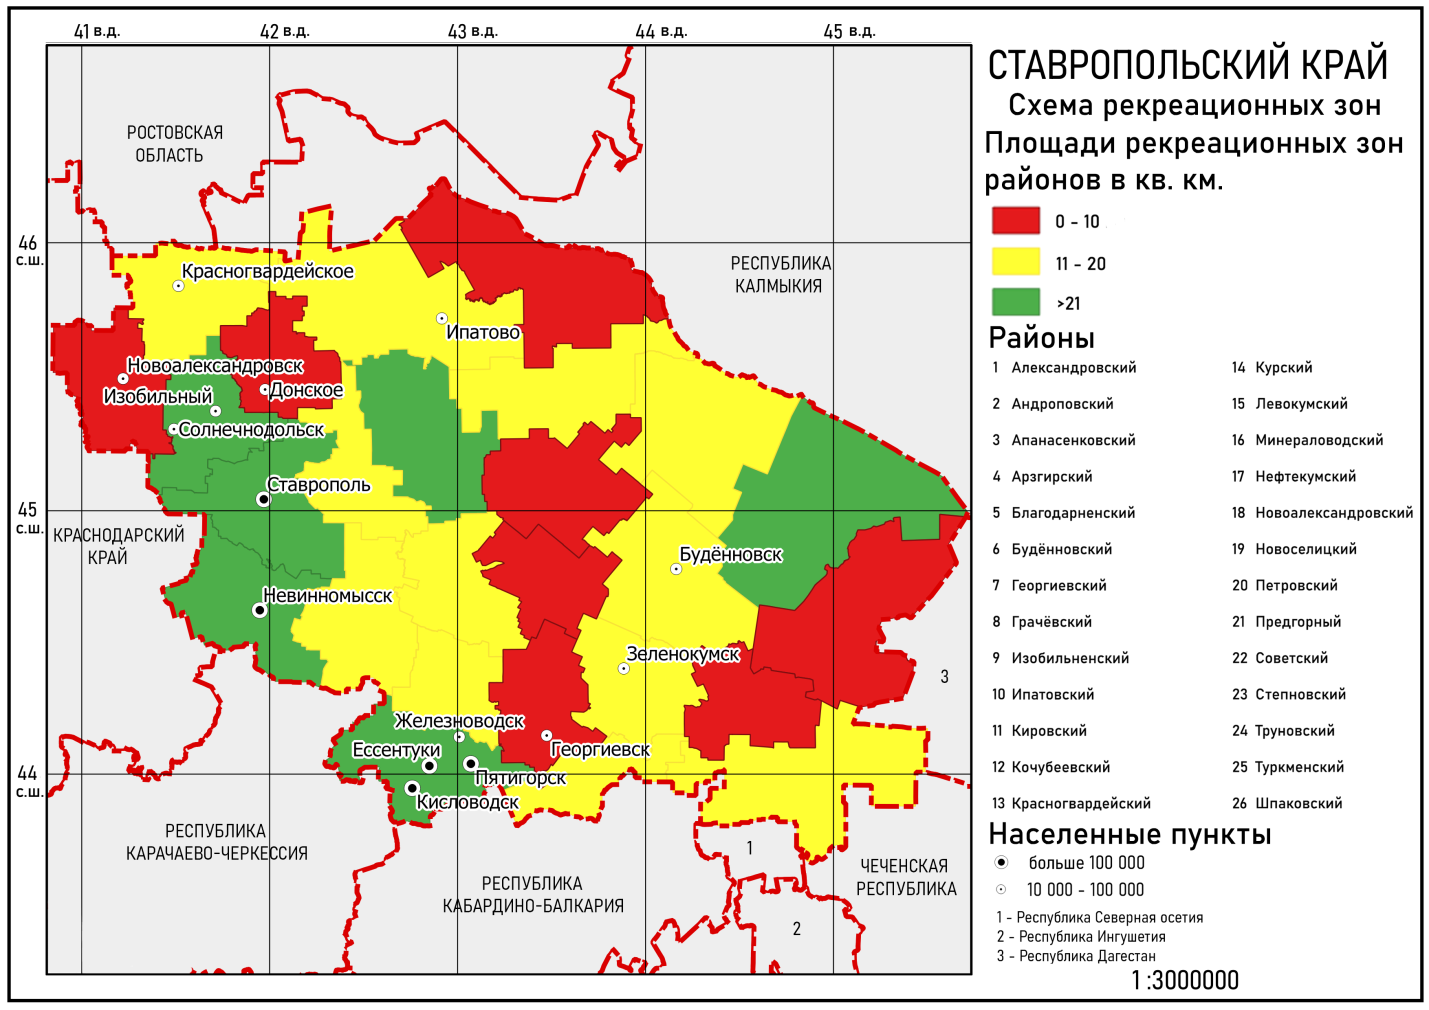 41 в.д.
42 в.д.
43 в.д.
44 в.д.
45 в.д.
46
с.ш.
45
с.ш.
44
с.ш.
РОСТОВСКАЯ
ОБЛАСТЬ
РЕСПУБЛИКА
КАЛМЫКИЯ
Красногвардейское
Ипатово
Новоалександровск
Изобильный
Донское
Солнечнодольск
Ставрополь
КРАСНОДАРСКИЙ
КРАЙ
Будённовск
Невинномысск
Зеленокумск
3
Железноводск
Ессентуки
Георгиевск
Пятигорск
Кисловодск
РЕСПУБЛИКА
КАРАЧАЕВО-ЧЕРКЕССИЯ
1
ЧЕЧЕНСКАЯ
РЕСПУБЛИКА
РЕСПУБЛИКА
КАБАРДИНО-БАЛКАРИЯ
2
СТАВРОПОЛЬСКИЙ КРАЙ
Схема рекреационных зон
Площади рекреационных зон
районов в кв. км.
0 - 10
11 - 20
>21
Районы
1 Александровский
2 Андроповский
3 Апанасенковский
4 Арзгирский
5 Благодарненский
6 Будённовский
7 Георгиевский
8 Грачёвский
9 Изобильненский
10 Ипатовский
11 Кировский
12 Кочубеевский
13 Красногвардейский
14 Курский
15 Левокумский
16 Минераловодский
17 Нефтекумский
18 Новоалександровский
19 Новоселицкий
20 Петровский
21 Предгорный
22 Советский
23 Степновский
24 Труновский
25 Туркменский
26 Шпаковский
Населенные пункты
больше 100 000
10 000 - 100 000
1 - Республика Северная осетия
2 - Республика Ингушетия
3 - Республика Дагестан
1 :3000000